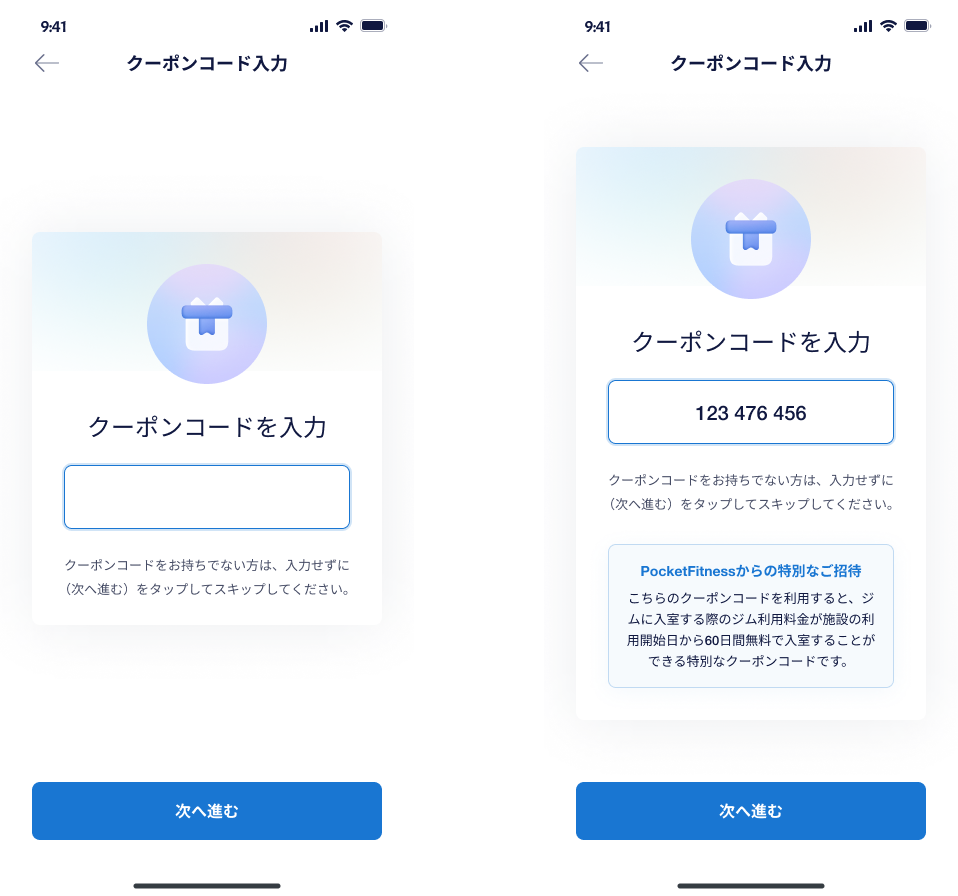 9:41
クーポンコード入力
クーポンコードを入力
クーポンコードをお持ちでない方は、入力せずに
（次へ進む）をタップしてスキップしてください。
次へ進む
9:41
クーポンコード入力
クーポンコードを入力
123 476 456
クーポンコードをお持ちでない方は、入力せずに
（次へ進む）をタップしてスキップしてください。
PocketFitnessからの特別なご招待
こちらのクーポンコードを利用すると、ジ
ムに入室する際のジム利用料金が施設の利
用開始日から60日間無料で入室することが
できる特別なクーポンコードです。
次へ進む